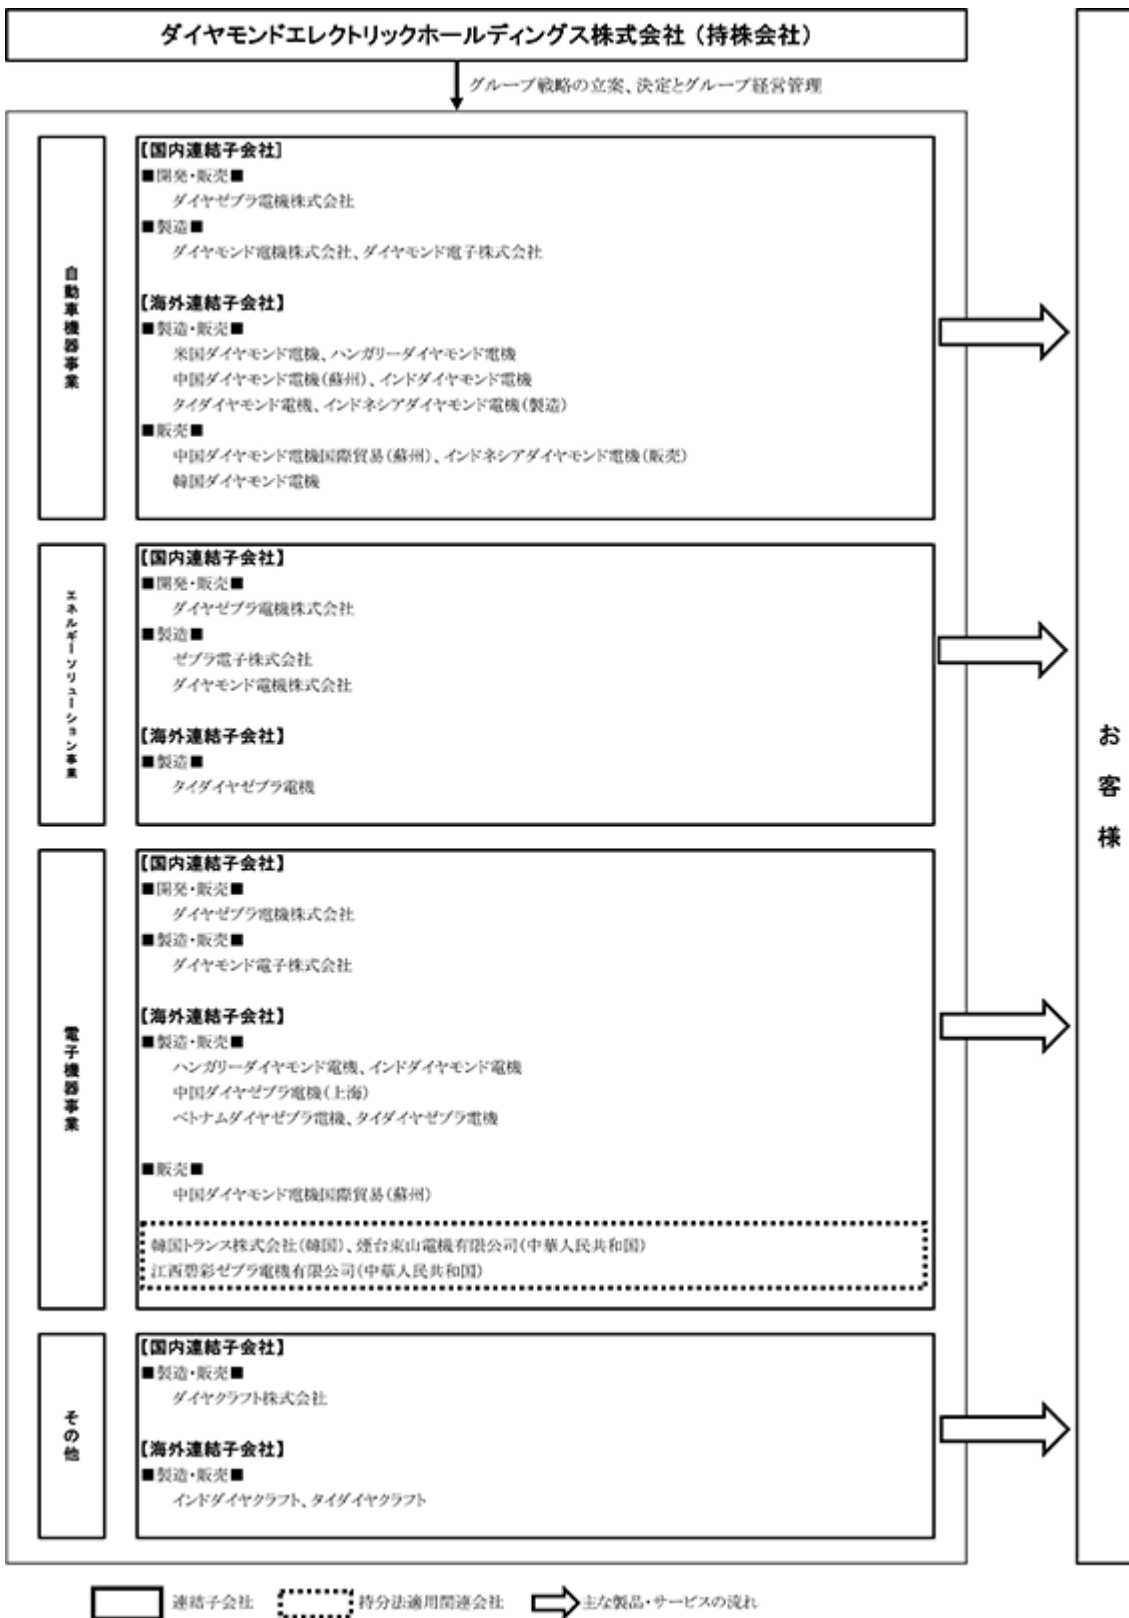 ダイヤモンドエレクトリックホールディングス株式会社（持株会社）
グループ戦略の立案、決定とグループ経営管理
自動車機器事業
【国内連結子会社】
■開発・販売■
ダイヤゼブラ電機株式会社
■製造■
ダイヤモンド電機株式会社、ダイヤモンド電子株式会社
【海外連結子会社】
■製造・販売■
米国ダイヤモンド電機、ハンガリーダイヤモンド電機
中国ダイヤモンド電機（蘇州）、インドダイヤモンド電機
タイダイヤモンド電機、インドネシアダイヤモンド電機（製造）
■販売■
中国ダイヤモンド電機国際貿易（蘇州）、インドネシアダイヤモンド電機（販売）
韓国ダイヤモンド電機
エネルギーソリューション事業
【国内連結子会社】
■開発・販売■
ダイヤゼブラ電機株式会社
■製造■
ゼブラ電子株式会社
ダイヤモンド電機株式会社
【海外連結子会社】
■製造■
タイダイヤゼブラ電機
電子機器事業
【国内連結子会社】
■開発・販売■
ダイヤゼブラ電機株式会社
■製造・販売■
ダイヤモンド電子株式会社
【海外連結子会社】
■製造・販売■
ハンガリーダイヤモンド電機、インドダイヤモンド電機
中国ダイヤゼブラ電機（上海）
ベトナムダイヤゼブラ電機、タイダイヤゼブラ電機
■販売■
中国ダイヤモンド電機国際貿易（蘇州）
韓国トランス株式会社（韓国）、煙台東山電機有限公司（中華人民共和国）
江西碧彩ゼブラ電機有限公司（中華人民共和国）
その他
【国内連結子会社】
■製造・販売■
ダイヤクラフト株式会社
【海外連結子会社】
■製造・販売■
インドダイヤクラフト、タイダイヤクラフト
お客様
連結子会社
持分法適用関連会社
主な製品・サービスの流れ